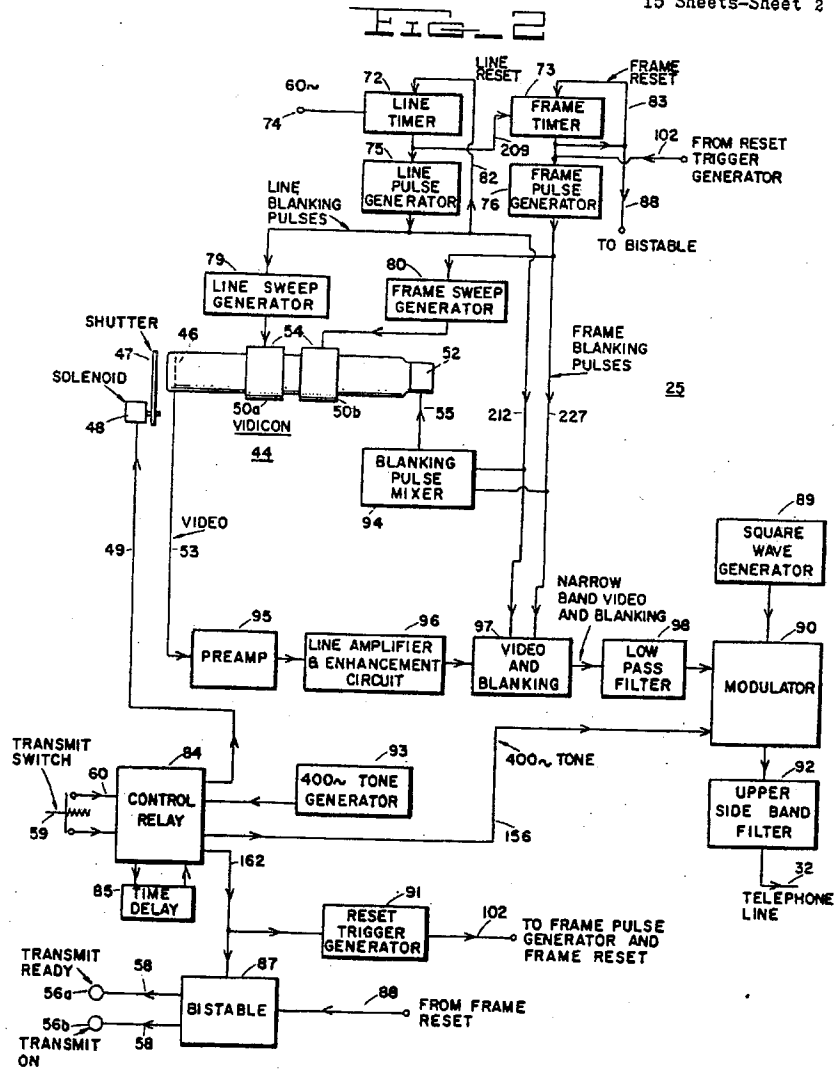 15 Sheets-Sheet 2
FIG_2
LINE
RESET
FRAME
RESET
72
73
83
60~
74
LINE
TIMER
FRAME
TIMER
209
102
FROM RESET
TRIGGER
GENERATOR
75
LINE
PULSE
GENERATOR
82
76
FRAME
PULSE
GENERATOR
88
TO BISTABLE
LINE
BLANKING
PULSES
79
LINE SWEEP
GENERATOR
80
FRAME SWEEP
GENERATOR
SHUTTER
47
46
54
52
SOLENOID
48
50a
50b
VIDICON
44
55
FRAME
BLANKING
PULSES
25
212
227
BLANKING
PULSE
MIXER
94
VIDEO
53
49
89
SQUARE
WAVE
GENERATOR
NARROW
BAND VIDEO
AND BLANKING
95
PREAMP
96
LINE AMPLIFIER
& ENHANCEMENT
CIRCUIT
97
VIDEO
AND
BLANKING
98
LOW
PASS
FILTER
90
MODULATOR
TRANSMIT
SWITCH
60
59
84
CONTROL
RELAY
93
400~ TONE
GENERATOR
400~ TONE
156
92
UPPER
SIDE BAND
FILTER
32
TELEPHONE
LINE
85
TIME
DELAY
162
91
RESET
TRIGGER
GENERATOR
102
TO FRAME PULSE
GENERATOR AND
FRAME RESET
TRANSMIT
READY
56a
58
87
BISTABLE
88
FROM FRAME
RESET
56b
58
TRANSMIT
ON